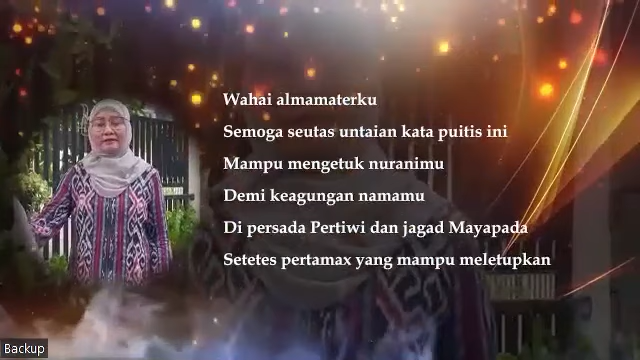 Wahai almamaterku
Semoga seutas untaian kata puitis ini
Mampu mengetuk nuranimu
Demi keagungan namamu
Di persada Pertiwi dan jagad Mayapada
Setetes pertamax yang mampu meletupkan
Backup